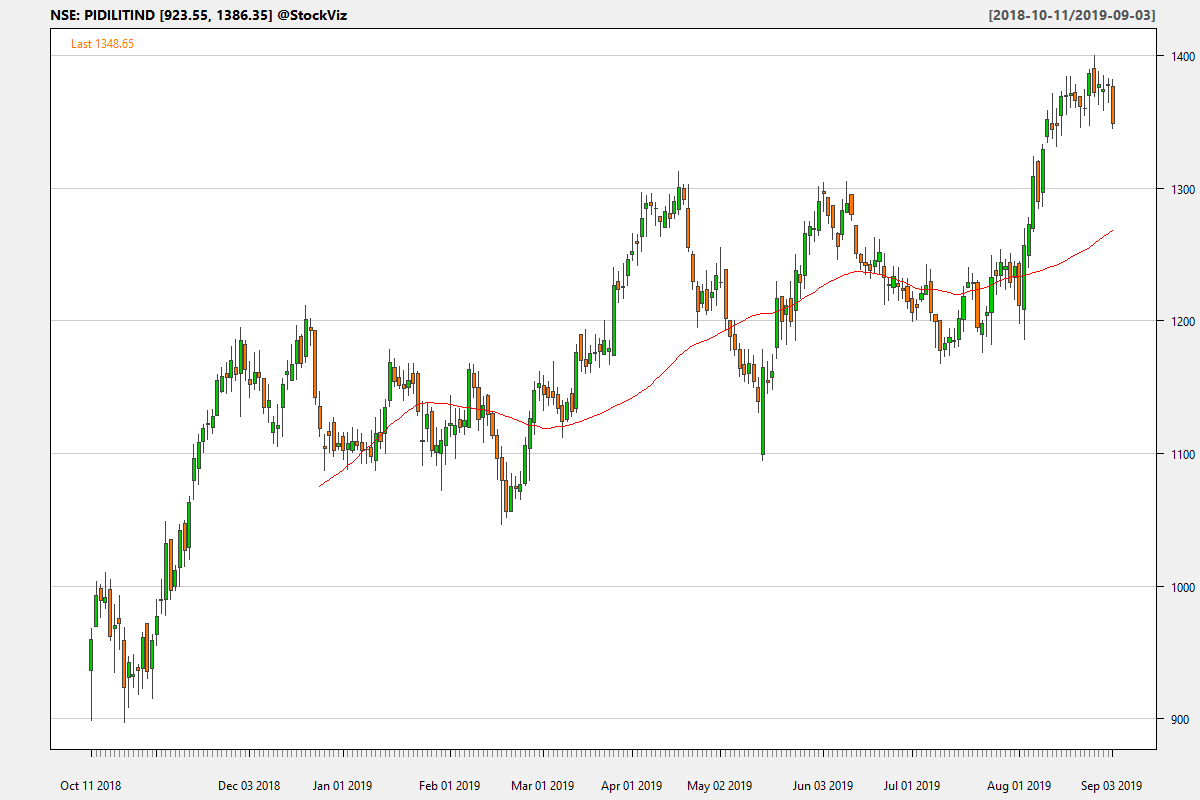 NSE: PIDILITIND [923.55, 1386.35] @StockViz
[2018-10-11/2019-09-03]
Last 1348.65
1400
1300
1200
1100
1000
900
Oct 11 2018 Dec 03 2018 Jan 01 2019 Feb 01 2019 Mar 01 2019 Apr 01 2019 May 02 2019 Jun 03 2019 Jul 01 2019 Aug 01 2019 Sep 03 2019